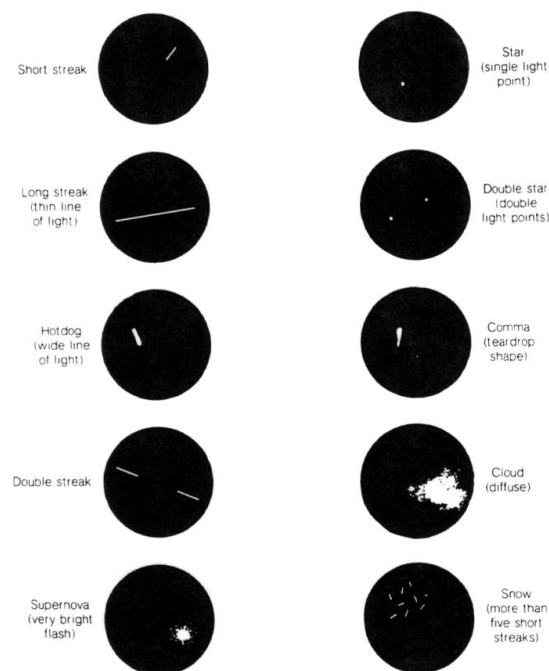 Short streak
Star
(single light
point)
Long streak
(thin line
of light)
Double star
(double
light points)
Hotdog
(wide line
of light)
Comma
(teardrop
shape)
Double streak
Cloud
(diffuse)
Supernova
(very bright
flash)
Snow
(more than
five short
streaks)